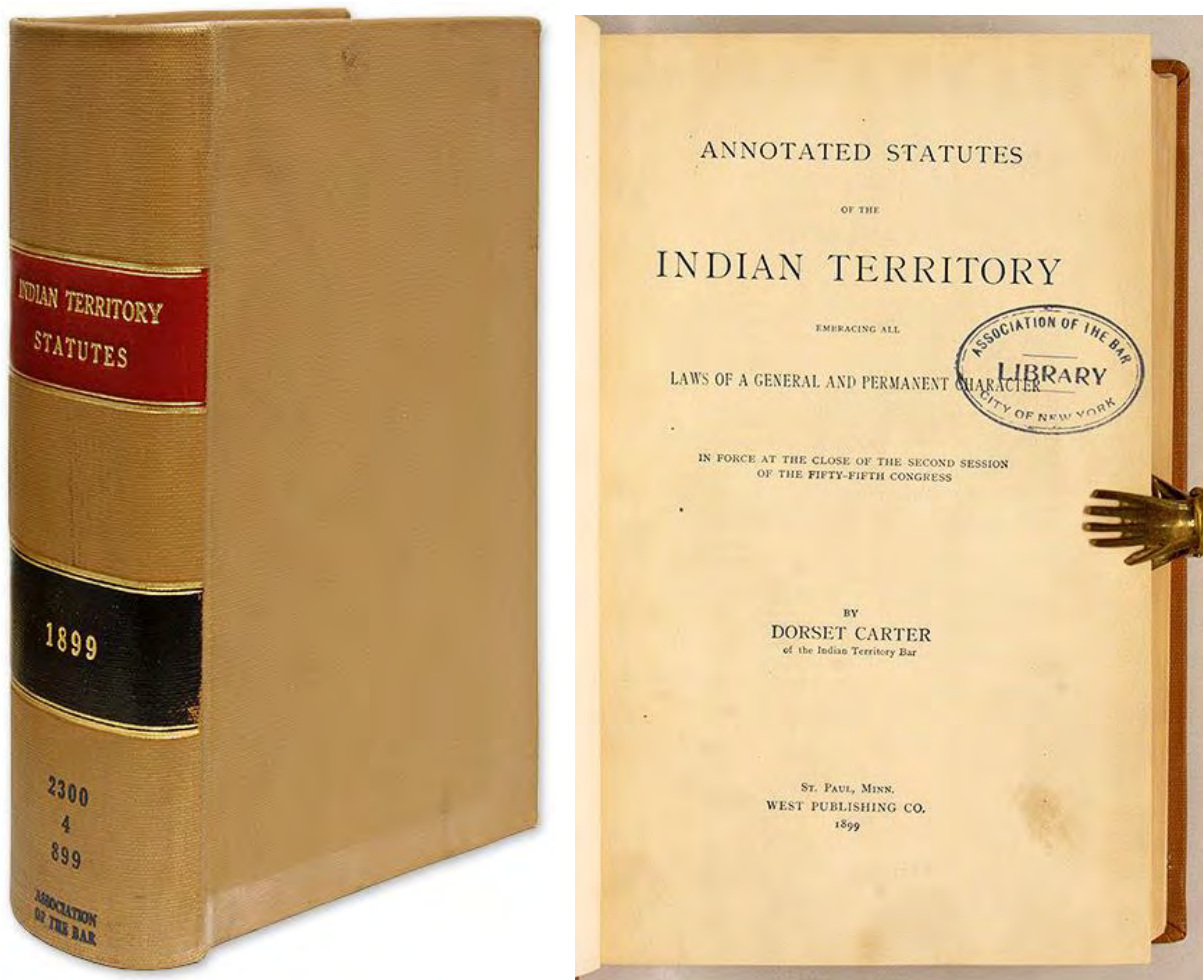 INDIAN TERRITORY
STATUTES
1899
2300
4
899
ASSOCIATION
OF THE BAR
ANNOTATED STATUTES
OF THE
INDIAN TERRITORY
EMBRACING ALL
LAWS OF A GENERAL AND PERMANENT CHARACTER
ASSOCIATION OF THE BAR
LIBRARY
CITY OF NEW YORK
IN FORCE AT THE CLOSE OF THE SECOND SESSION
OF THE FIFTY-FIFTH CONGRESS
BY
DORSET CARTER
of the Indian Territory Bar
ST. PAUL, MINN.
WEST PUBLISHING CO.
1899